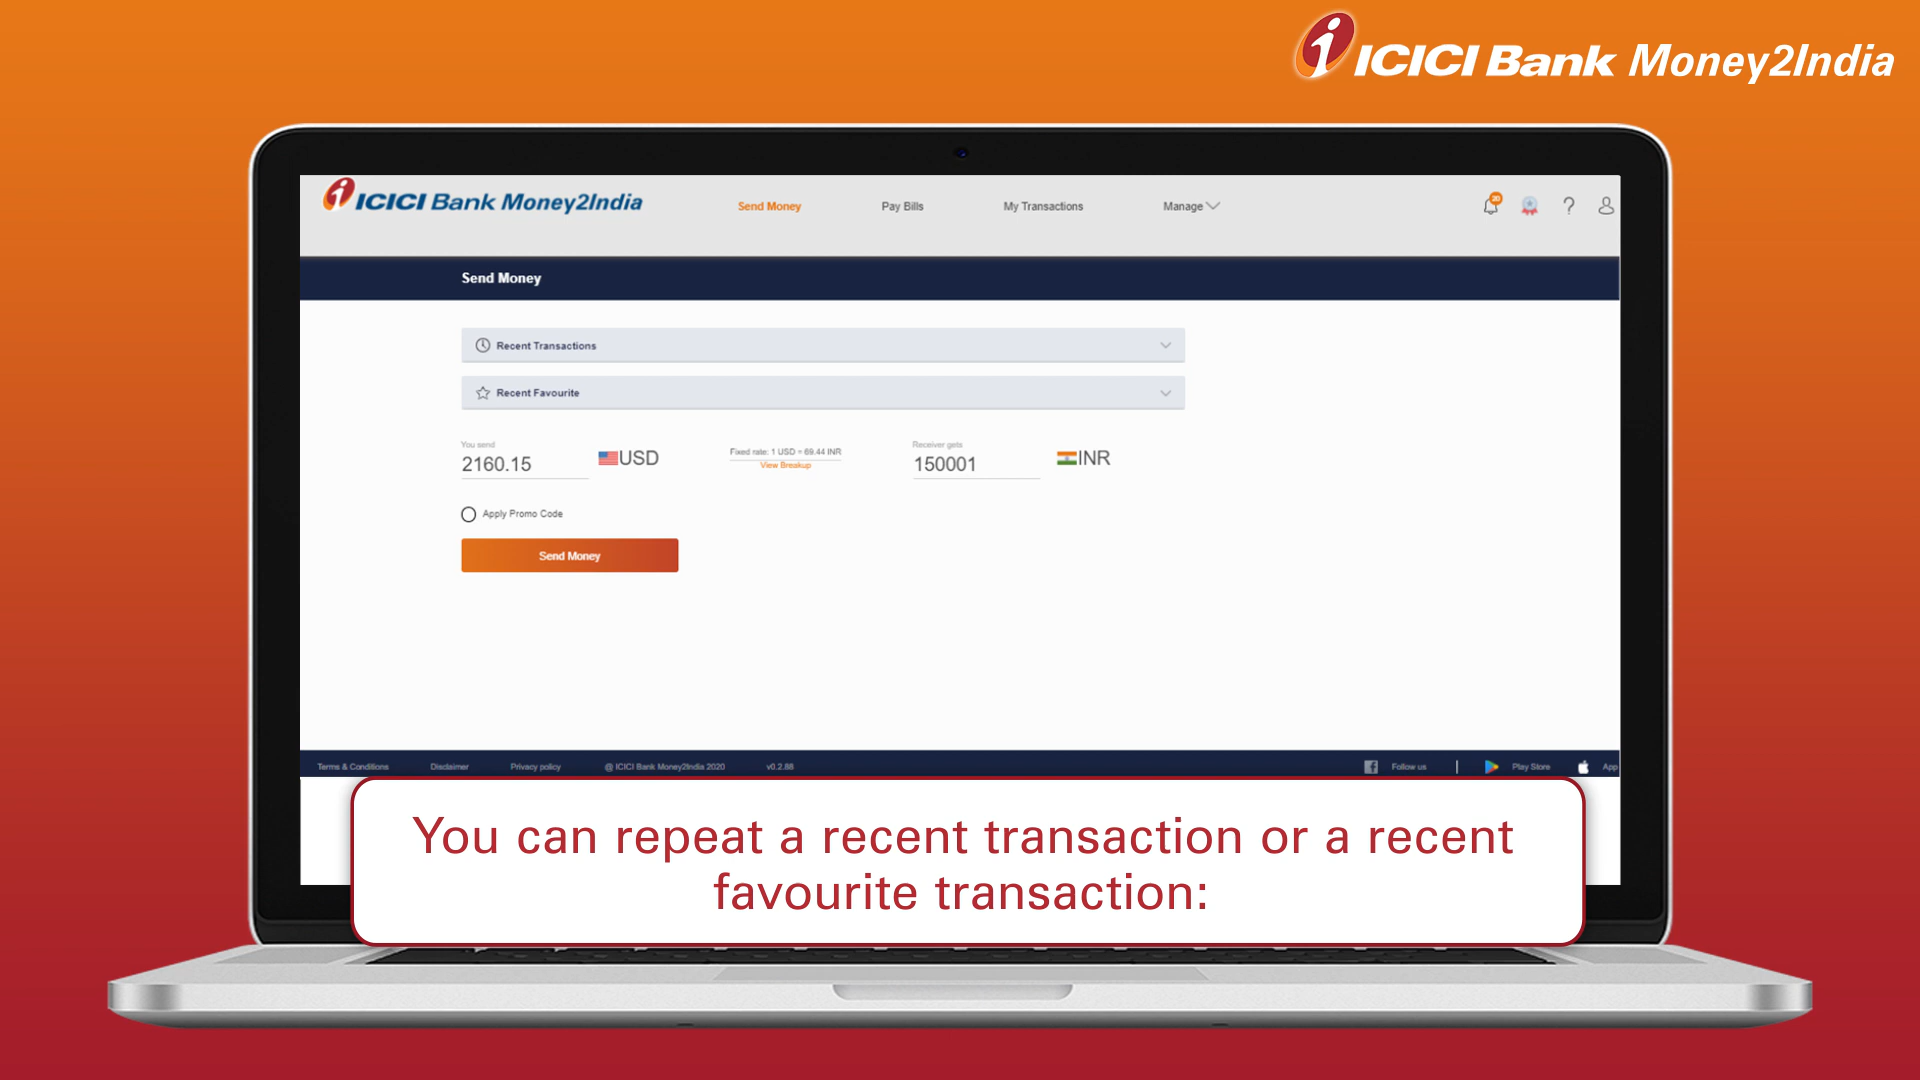 ICICI Bank Money2India
ICICI Bank Money2India
Send Money
Pay Bills
My Transactions
Manage
20
Send Money
Recent Transactions
Recent Favourite
You send
2160.15
USD
Fixed rate: 1 USD = 69.44 INR
View Breakup
Receiver gets
150001
INR
Apply Promo Code
Send Money
Terms & Conditions
Disclaimer
Privacy policy
@ ICICI Bank Money2India 2020
v0.2.88
Follow us
Play Store
App
You can repeat a recent transaction or a recent
favourite transaction: